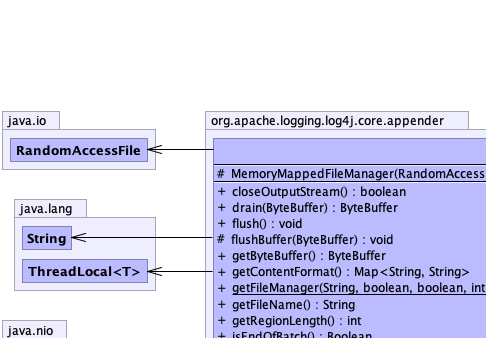 java.io
RandomAccessFile
java.lang
String
ThreadLocal<T>
java.nio
org.apache.logging.log4j.core.appender
# MemoryMappedFileManager(RandomAccess
+ closeOutputStream() : boolean
+ drain(ByteBuffer) : ByteBuffer
+ flush() : void
# flushBuffer(ByteBuffer) : void
+ getByteBuffer() : ByteBuffer
+ getContentFormat() : Map<String, String>
+ getFileManager(String, boolean, boolean, int
+ getFileName() : String
+ getRegionLength() : int
+ isEndOfBatch() : Boolean